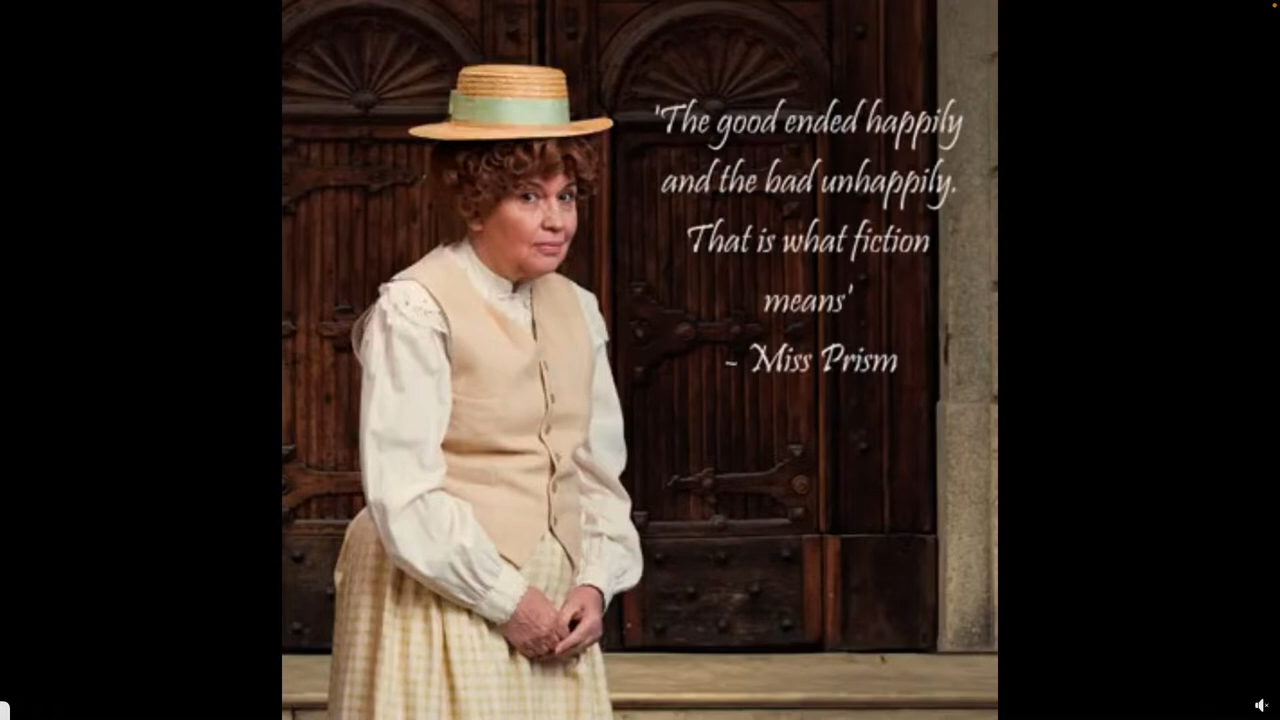 'The good ended happily
and the bad unhappily.
That is what fiction
means'
~ Miss Prism